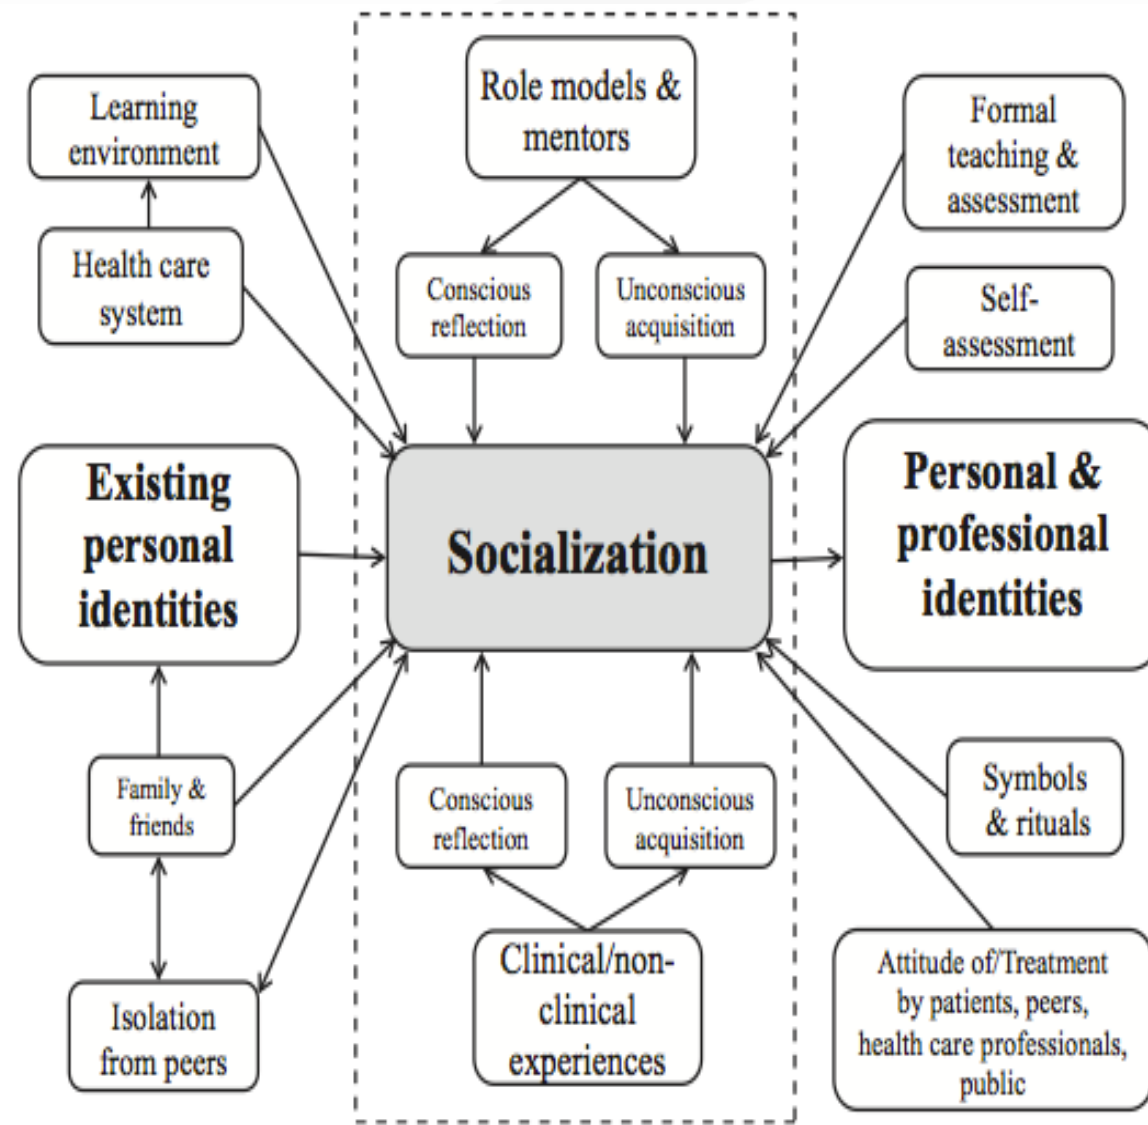 Learning
environment
Role models &
mentors
Formal
teaching &
assessment
Health care
system
Conscious
reflection
Unconscious
acquisition
Self-
assessment
Existing
personal
identities
Socialization
Personal &
professional
identities
Family &
friends
Conscious
reflection
Unconscious
acquisition
Symbols
& rituals
Isolation
from peers
Clinical/non-
clinical
experiences
Attitude of/Treatment
by patients, peers,
health care professionals,
public